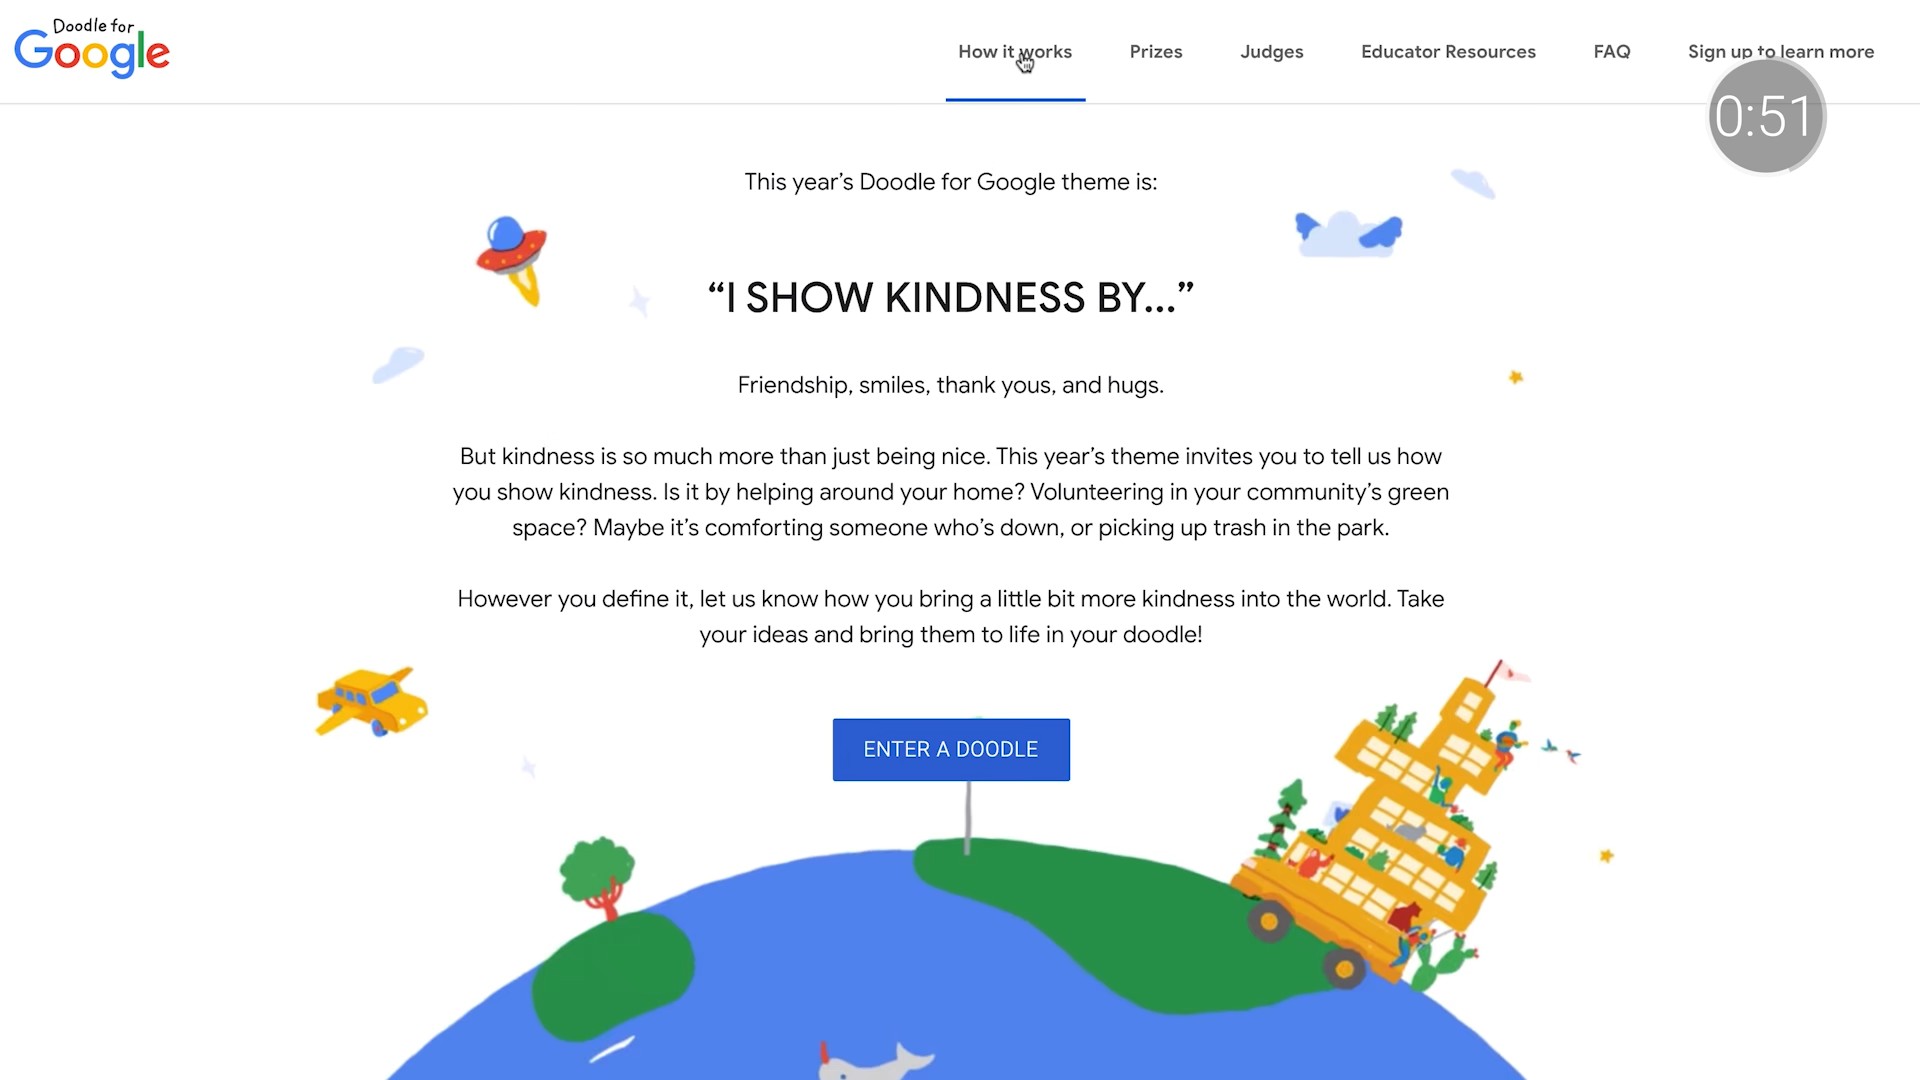 Doodle for
Google
How it works Prizes Judges Educator Resources FAQ Sign up to learn more
0:51
This year’s Doodle for Google theme is:
“I SHOW KINDNESS BY...”
Friendship, smiles, thank yous, and hugs.
But kindness is so much more than just being nice. This year’s theme invites you to tell us how
you show kindness. Is it by helping around your home? Volunteering in your community’s green
space? Maybe it’s comforting someone who’s down, or picking up trash in the park.
However you define it, let us know how you bring a little bit more kindness into the world. Take
your ideas and bring them to life in your doodle!
ENTER A DOODLE